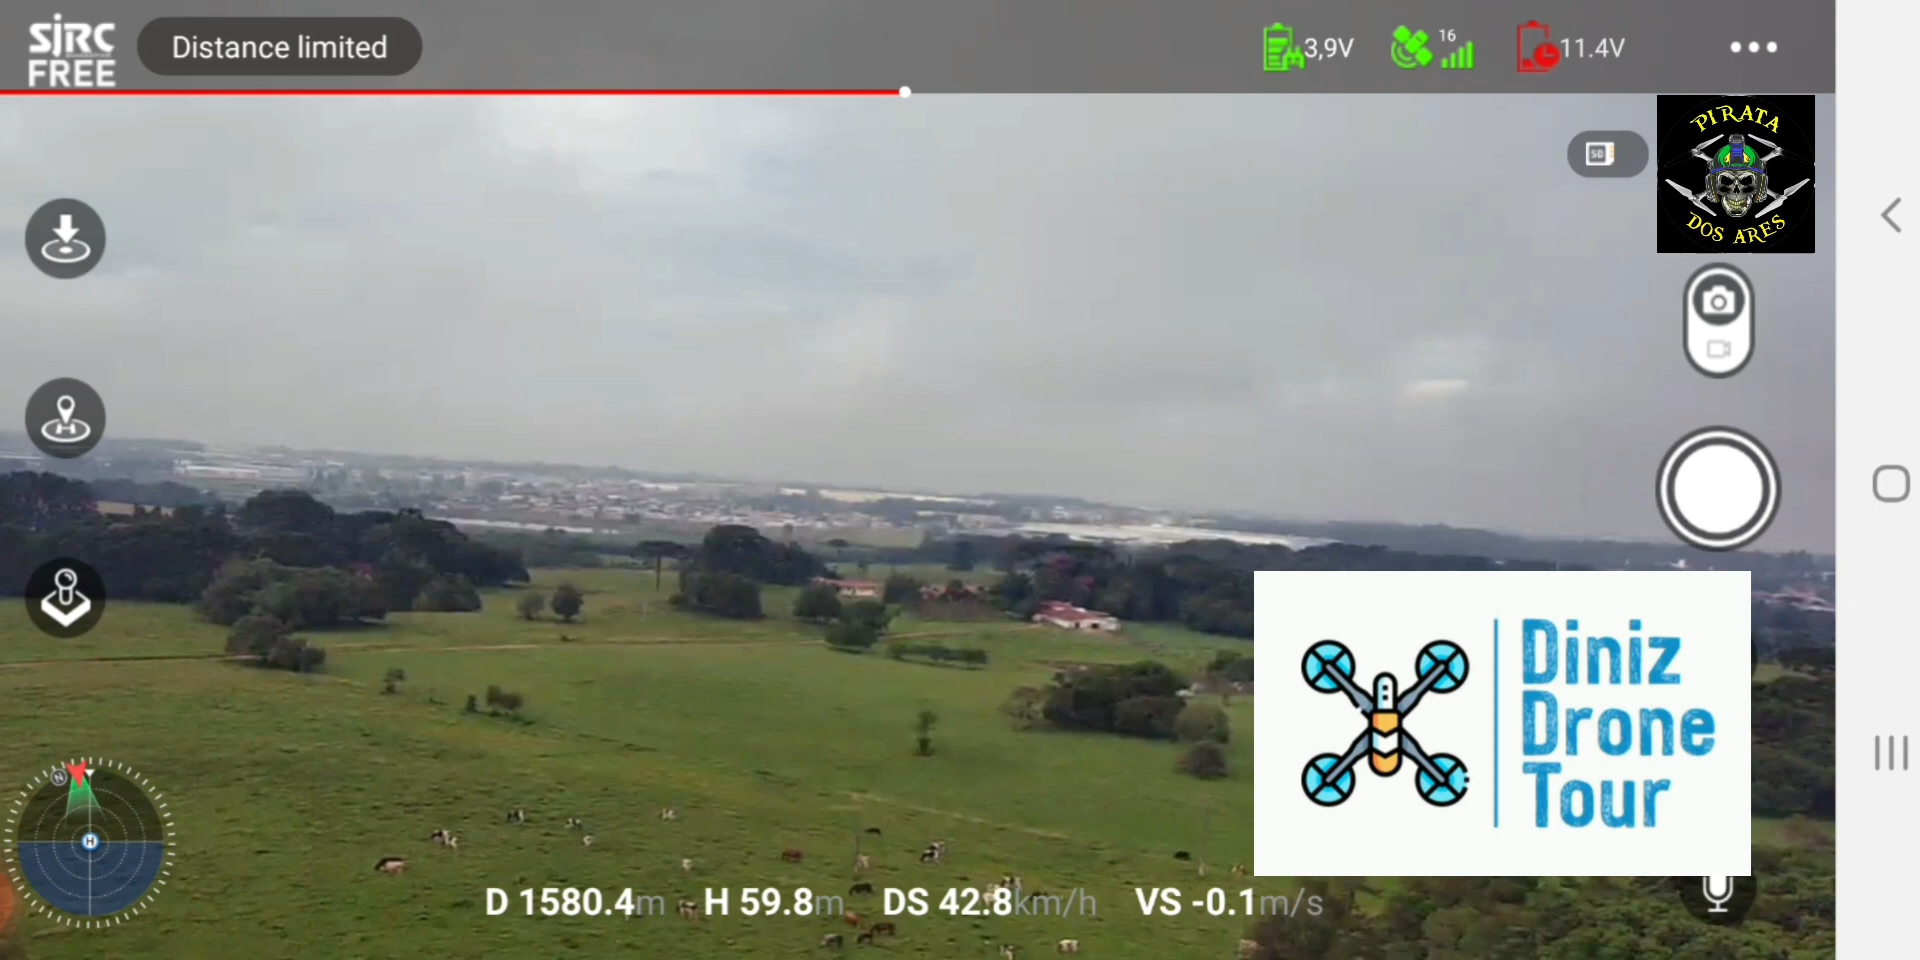 SJRC
FREE
Distance limited
3,9V
16
11.4V
PIRATA
DOS ARES
SD
N
H
Diniz
Drone
Tour
D 1580.4m H 59.8m DS 42.8km/h VS -0.1m/s